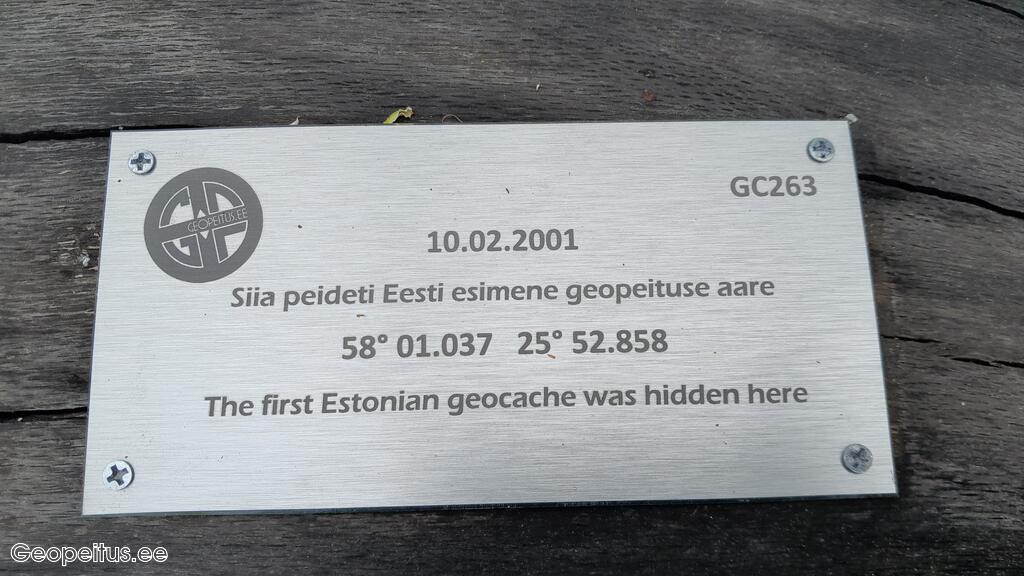 GP
GEOPEITUS.EE
GC263
10.02.2001
Siia peideti Eesti esimene geopeituse aare
58° 01.037 25° 52.858
The first Estonian geocache was hidden here
Geopeitus.ee